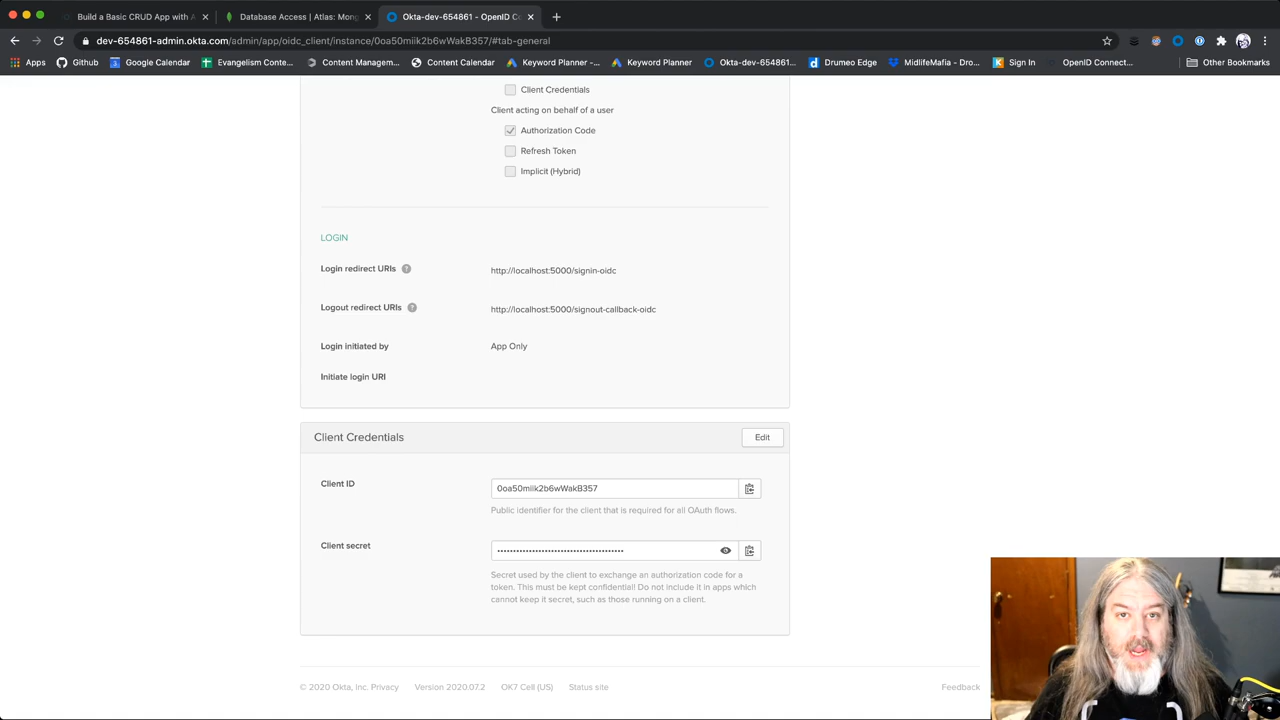 Build a Basic CRUD App with A
Database Access | Atlas: Mong
Okta-dev-654861 - OpenID Co
dev-654861-admin.okta.com/admin/app/oidc_client/instance/0oa50miik2b6wWakB357/#tab-general
Apps
Github
Google Calendar
Evangelism Conte...
Content Managem...
Content Calendar
Keyword Planner -...
Keyword Planner
Okta-dev-654861...
Drumeo Edge
MidlifeMafia - Dro...
Sign In
OpenID Connect...
Other Bookmarks
Client Credentials
Client acting on behalf of a user
Authorization Code
Refresh Token
Implicit (Hybrid)
LOGIN
Login redirect URIs ?
http://localhost:5000/signin-oidc
Logout redirect URIs ?
http://localhost:5000/signout-callback-oidc
Login initiated by
App Only
Initiate login URI
Client Credentials
Edit
Client ID
0oa50miik2b6wWakB357
Public identifier for the client that is required for all OAuth flows.
Client secret
Secret used by the client to exchange an authorization code for a
token. This must be kept confidential! Do not include it in apps which
cannot keep it secret, such as those running on a client.
© 2020 Okta, Inc. Privacy
Version 2020.07.2
OK7 Cell (US)
Status site
Feedback